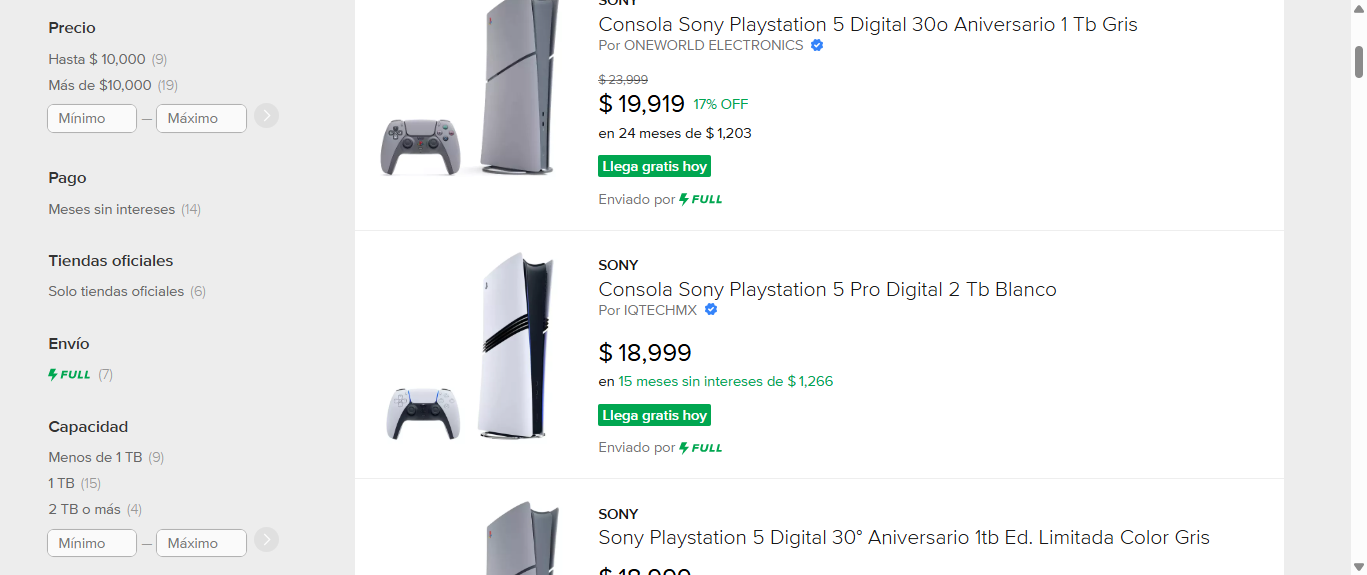 Precio
Hasta $ 10,000 (9)
Más de $10,000 (19)
Mínimo — Máximo
Pago
Meses sin intereses (14)
Tiendas oficiales
Solo tiendas oficiales (6)
Envío
FULL (7)
Capacidad
Menos de 1 TB (9)
1 TB (15)
2 TB o más (4)
Mínimo — Máximo
SONY
Consola Sony Playstation 5 Digital 30o Aniversario 1 Tb Gris
Por ONEWORLD ELECTRONICS
$ 23,999
$ 19,919 17% OFF
en 24 meses de $ 1,203
Llega gratis hoy
Enviado por FULL
SONY
Consola Sony Playstation 5 Pro Digital 2 Tb Blanco
Por IQTECHMX
$ 18,999
en 15 meses sin intereses de $ 1,266
Llega gratis hoy
Enviado por FULL
SONY
Sony Playstation 5 Digital 30° Aniversario 1tb Ed. Limitada Color Gris